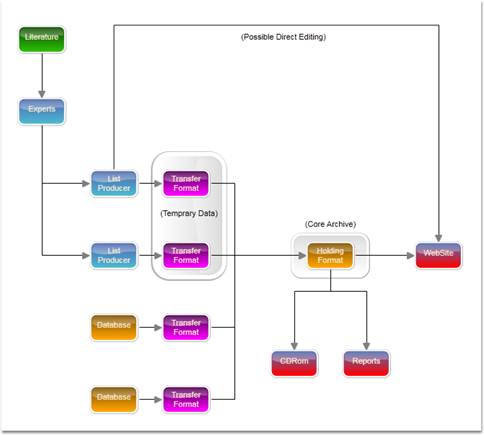 Literature
(Possible Direct Editing)
Experts
List
Producer
Transfer
Format
(Temprary Data)
(Core Archive)
List
Producer
Transfer
Format
Holding
Format
WebSite
Database
Transfer
Format
CDRom
Reports
Database
Transfer
Format